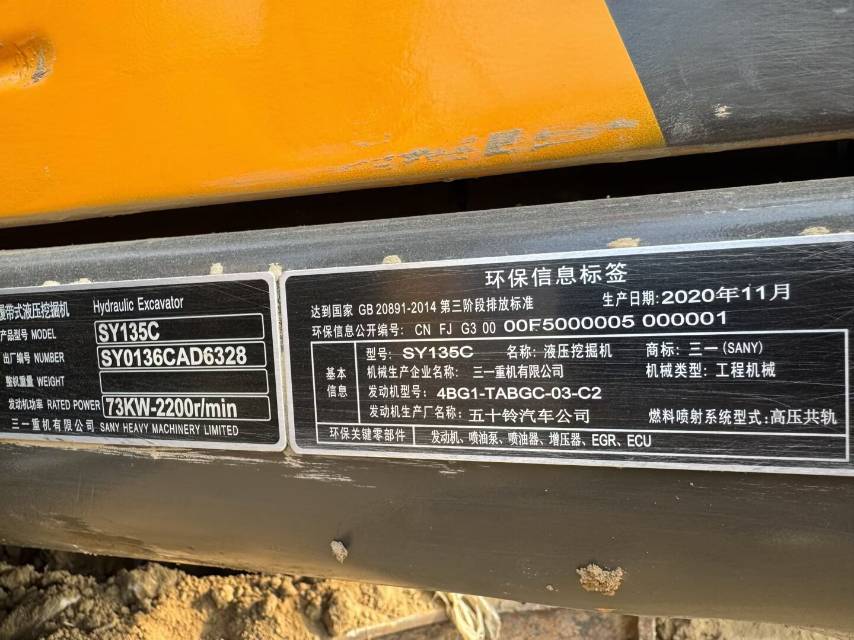 履带式液压挖掘机 Hydraulic Excavator
产品型号 MODEL SY135C
出厂编号 NUMBER SY0136CAD6328
整机重量 WEIGHT
发动机功率 RATED POWER 73KW-2200r/min
三一重机有限公司 SANY HEAVY MACHINERY LIMITED
环保信息标签
达到国家 GB 20891-2014 第三阶段排放标准 生产日期:2020年11月
环保信息公开编号: CN FJ G3 00 00F5000005 000001
基本信息
型号: SY135C 名称: 液压挖掘机 商标: 三一(SANY)
机械生产企业名称: 三一重机有限公司 机械类型: 工程机械
发动机型号: 4BG1-TABGC-03-C2
发动机生产厂名称: 五十铃汽车公司 燃料喷射系统型式:高压共轨
环保关键零部件 发动机、喷油泵、喷油器、增压器、EGR、ECU